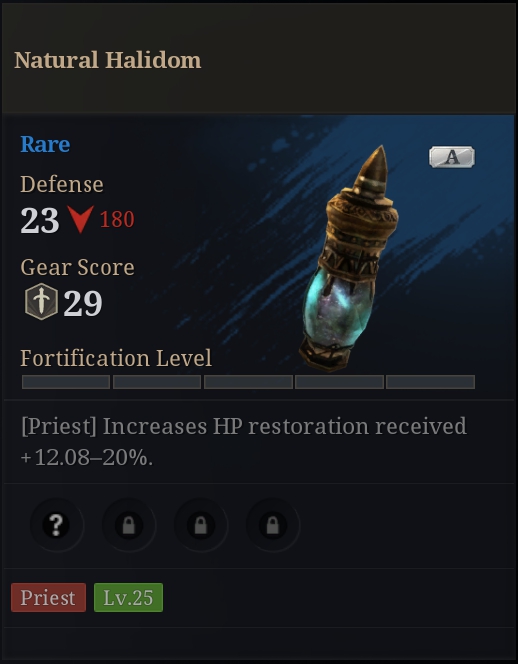 Natural Halidom
Rare
A
Defense
23 180
Gear Score
29
Fortification Level
[Priest] Increases HP restoration received
+12.08–20%.
?
Priest Lv.25